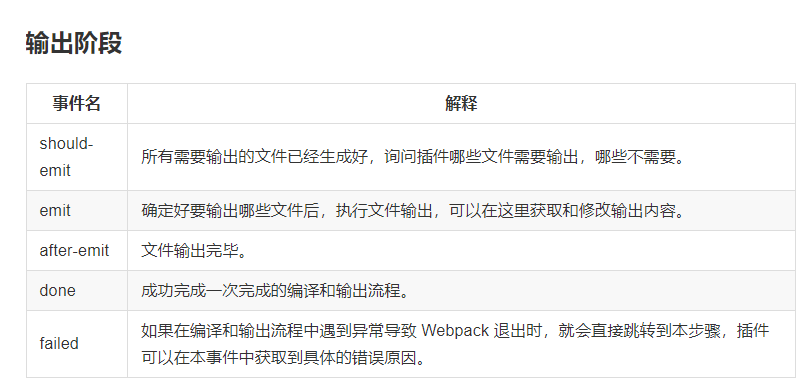 输出阶段
事件名 解释
should-
emit
所有需要输出的文件已经生成好，询问插件哪些文件需要输出，哪些不需要。
emit 确定好要输出哪些文件后，执行文件输出，可以在这里获取和修改输出内容。
after-emit 文件输出完毕。
done 成功完成一次完成的编译和输出流程。
failed
如果在编译和输出流程中遇到异常导致 Webpack 退出时，就会直接跳转到本步骤，插件
可以在本事件中获取到具体的错误原因。